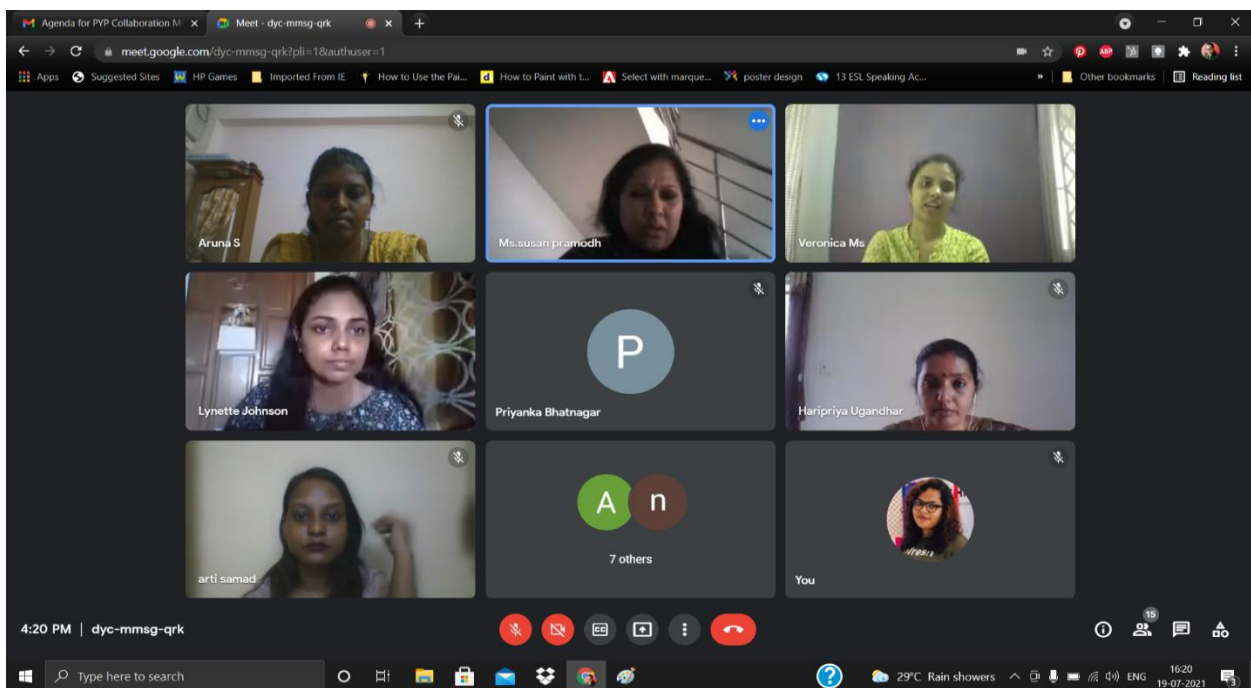 Agenda for PYP Collaboration M
Meet - dyc-mmsg-qrk
meet.google.com/dyc-mmsg-qrk?pli=1&authuser=1
Apps Suggested Sites HP Games Imported From IE How to Use the Pai... How to Paint with t... Select with marque... poster design 13 ESL Speaking Ac... » Other bookmarks Reading list
Aruna S
Ms.susan pramodh
Veronica Ms
Lynette Johnson
P
Priyanka Bhatnagar
Haripriya Ugandhar
arti samad
A n
7 others
You
4:20 PM | dyc-mmsg-qrk
CC
15
Type here to search
29°C Rain showers
ENG
16:20
19-07-2021
3